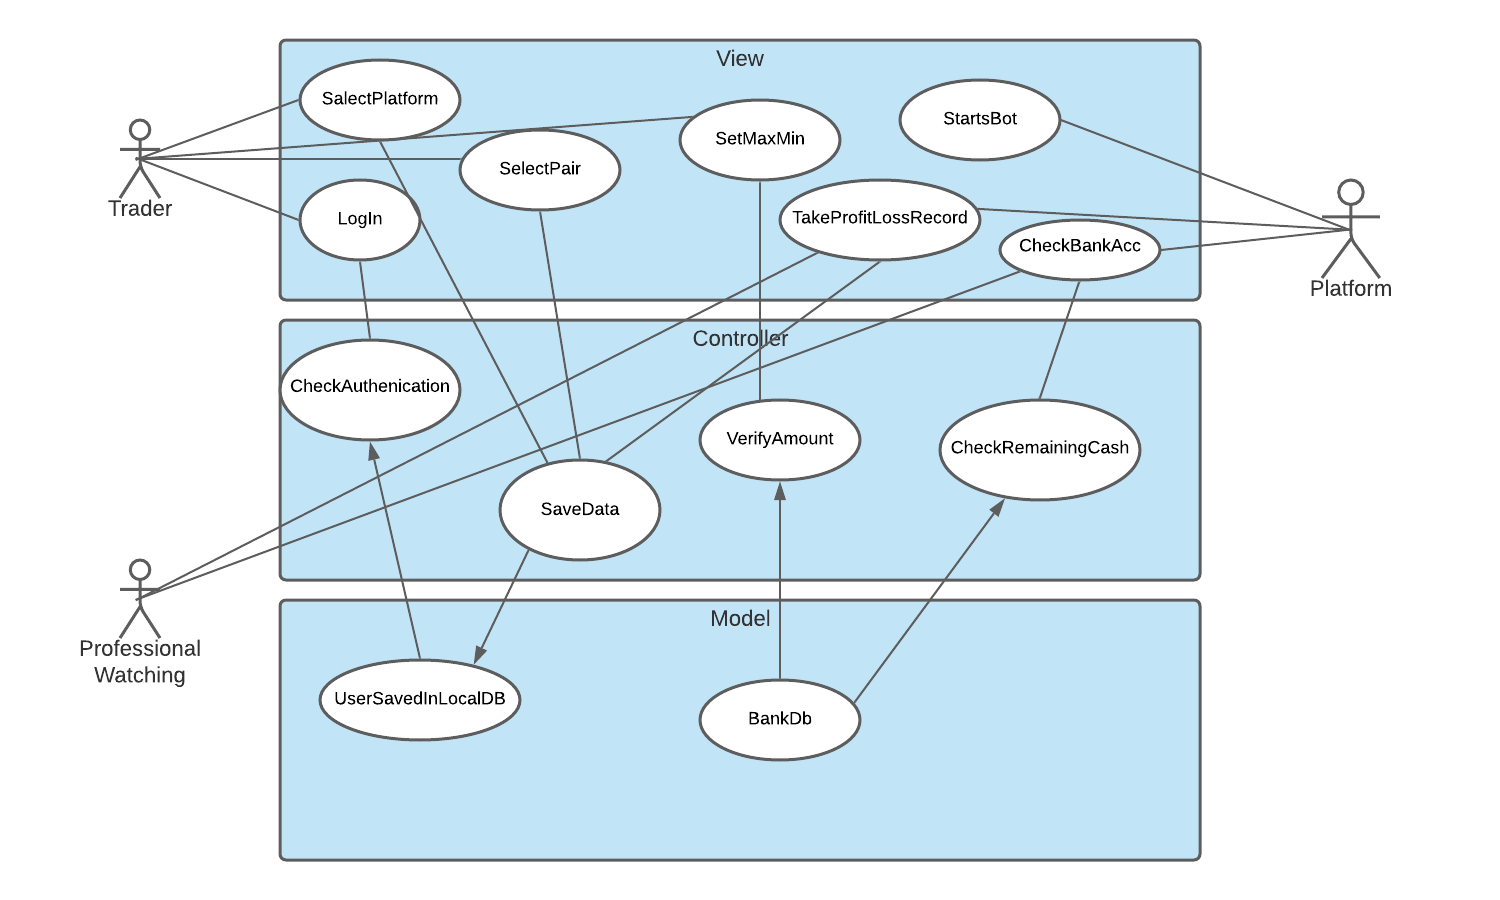 View
SalectPlatform
StartsBot
SetMaxMin
SelectPair
Trader
LogIn
TakeProfitLossRecord
CheckBankAcc
Platform
Controller
CheckAuthenication
VerifyAmount
CheckRemainingCash
SaveData
Model
Professional
Watching
UserSavedInLocalDB
BankDb